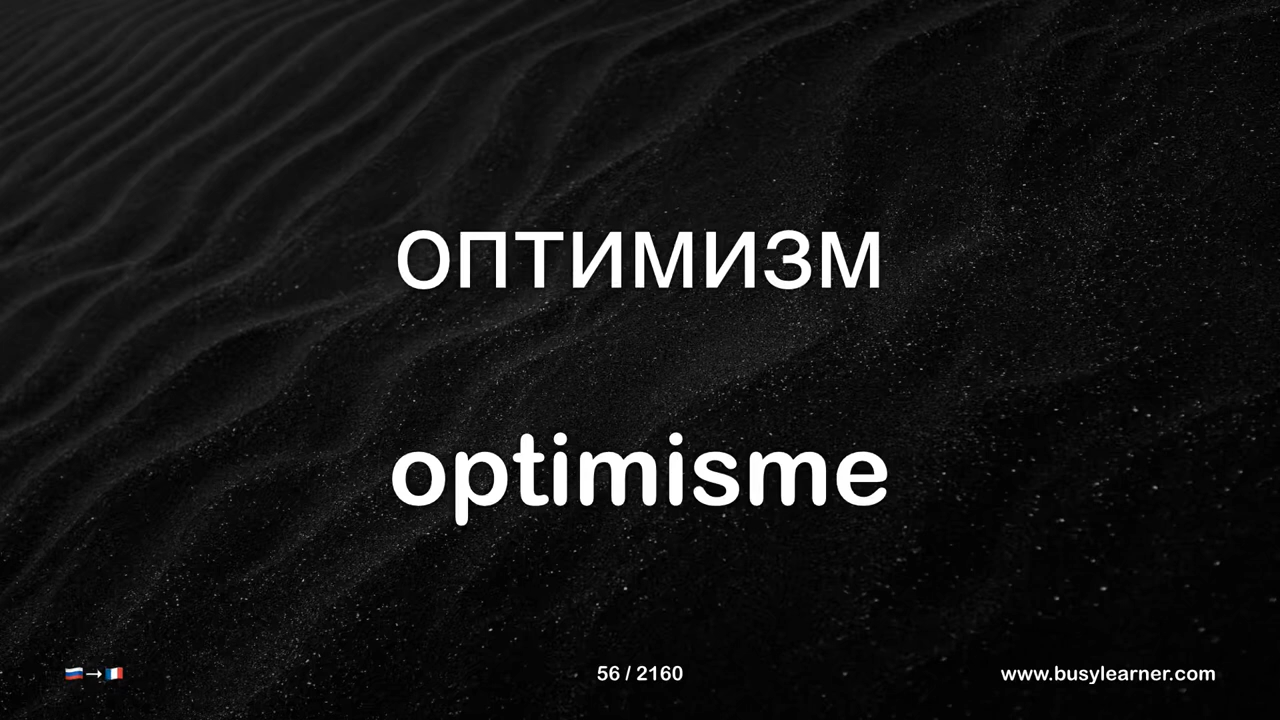 оптимизм
optimisme
🇷🇺→🇫🇷
56 / 2160
www.busylearner.com